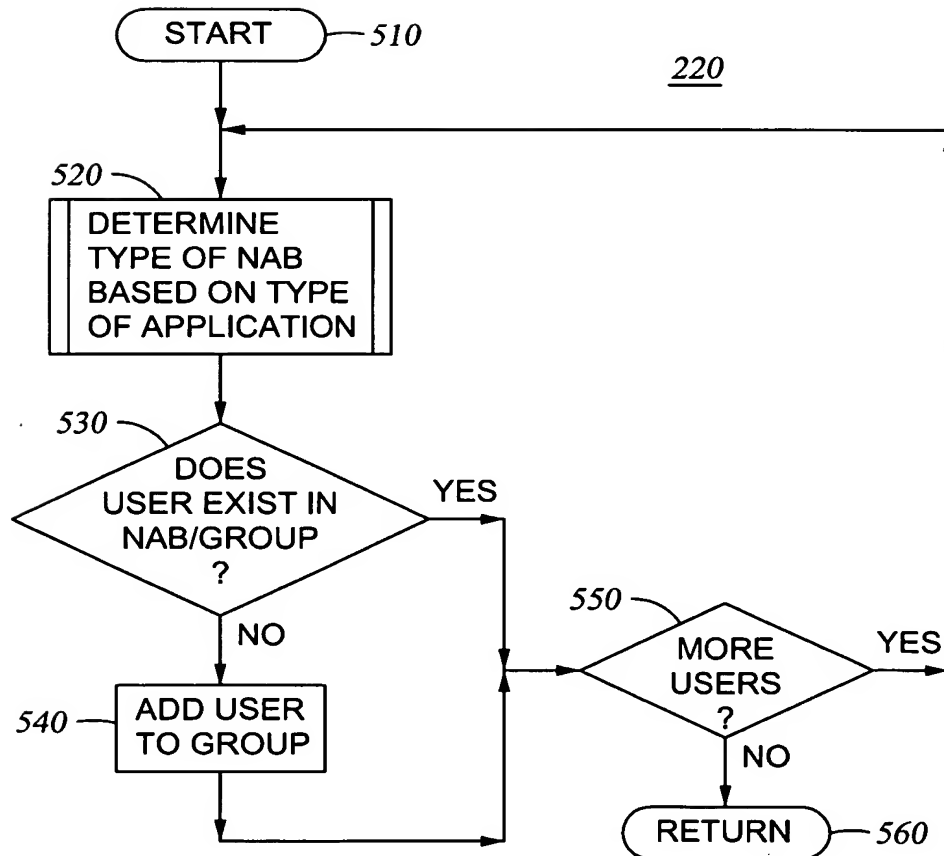 START
510
220
520
DETERMINE
TYPE OF NAB
BASED ON TYPE
OF APPLICATION
530
DOES
USER EXIST IN
NAB/GROUP
?
YES
NO
540
ADD USER
TO GROUP
550
MORE
USERS
?
YES
NO
RETURN
560